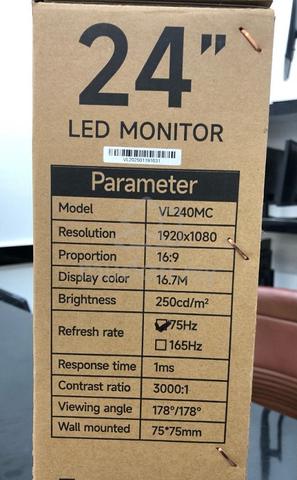 24"
LED MONITOR
VL202501191631
Parameter
Model VL240MC
Resolution 1920x1080
Proportion 16:9
Display color 16.7M
Brightness 250cd/m²
Refresh rate ☑75Hz
☐165Hz
Response time 1ms
Contrast ratio 3000:1
Viewing angle 178°/178°
Wall mounted 75*75mm